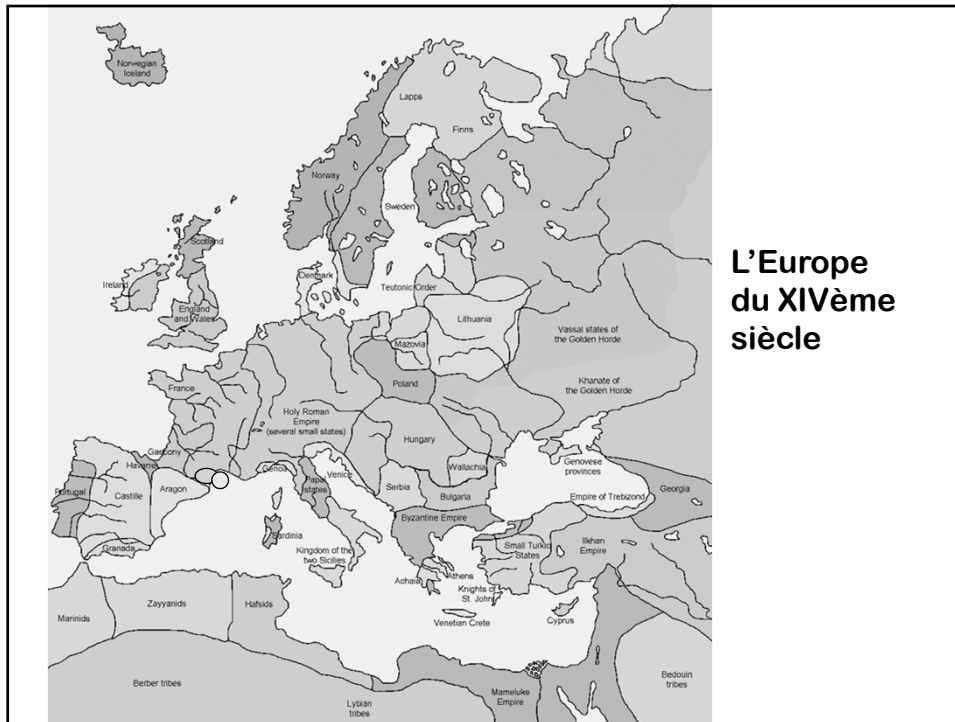 Norwegian
Iceland
Lapps
Finns
Norway
Sweden
Scotland
Ireland
England
and Wales
Denmark
Teutonic Order
Lithuania
Mazovia
Poland
Vassal states of
the Golden Horde
Khanate of
the Golden Horde
France
Holy Roman
Empire
(several small states)
Hungary
Gascony
Havarre
Genoa
Venice
Wallachia
Genovese
provinces
Portugal
Castille
Aragon
Papal
states
Serbia
Bulgaria
Empire of Trebizond
Georgia
Byzantine Empire
Sardinia
Granada
Kingdom of the
two Sicilies
Small Turkic
States
Ilkhan
Empire
Achaia
Athens
Knights of
St. John
Venetian Crete
Cyprus
Marinids
Zayyanids
Hafsids
Berber tribes
Lybian
tribes
Mameluke
Empire
Bedouin
tribes
L’Europe
du XIVème
siècle